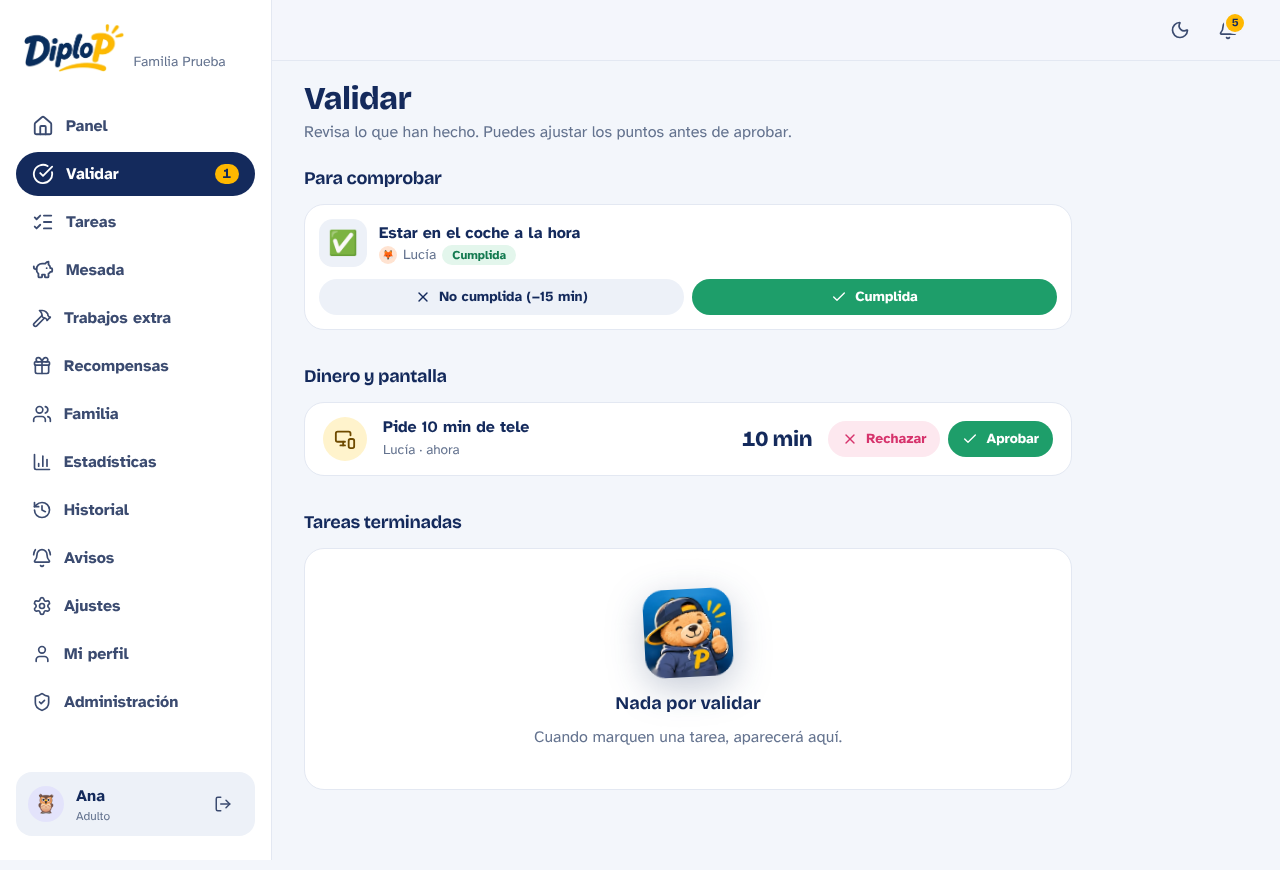 DiploP
Familia Prueba
5
Panel
Validar
1
Tareas
Mesada
Trabajos extra
Recompensas
Familia
Estadísticas
Historial
Avisos
Ajustes
Mi perfil
Administración
Ana
Adulto
Validar
Revisa lo que han hecho. Puedes ajustar los puntos antes de aprobar.
Para comprobar
Estar en el coche a la hora
Lucía Cumplida
No cumplida (−15 min)
Cumplida
Dinero y pantalla
Pide 10 min de tele
Lucía · ahora
10 min
Rechazar
Aprobar
Tareas terminadas
P
Nada por validar
Cuando marquen una tarea, aparecerá aquí.